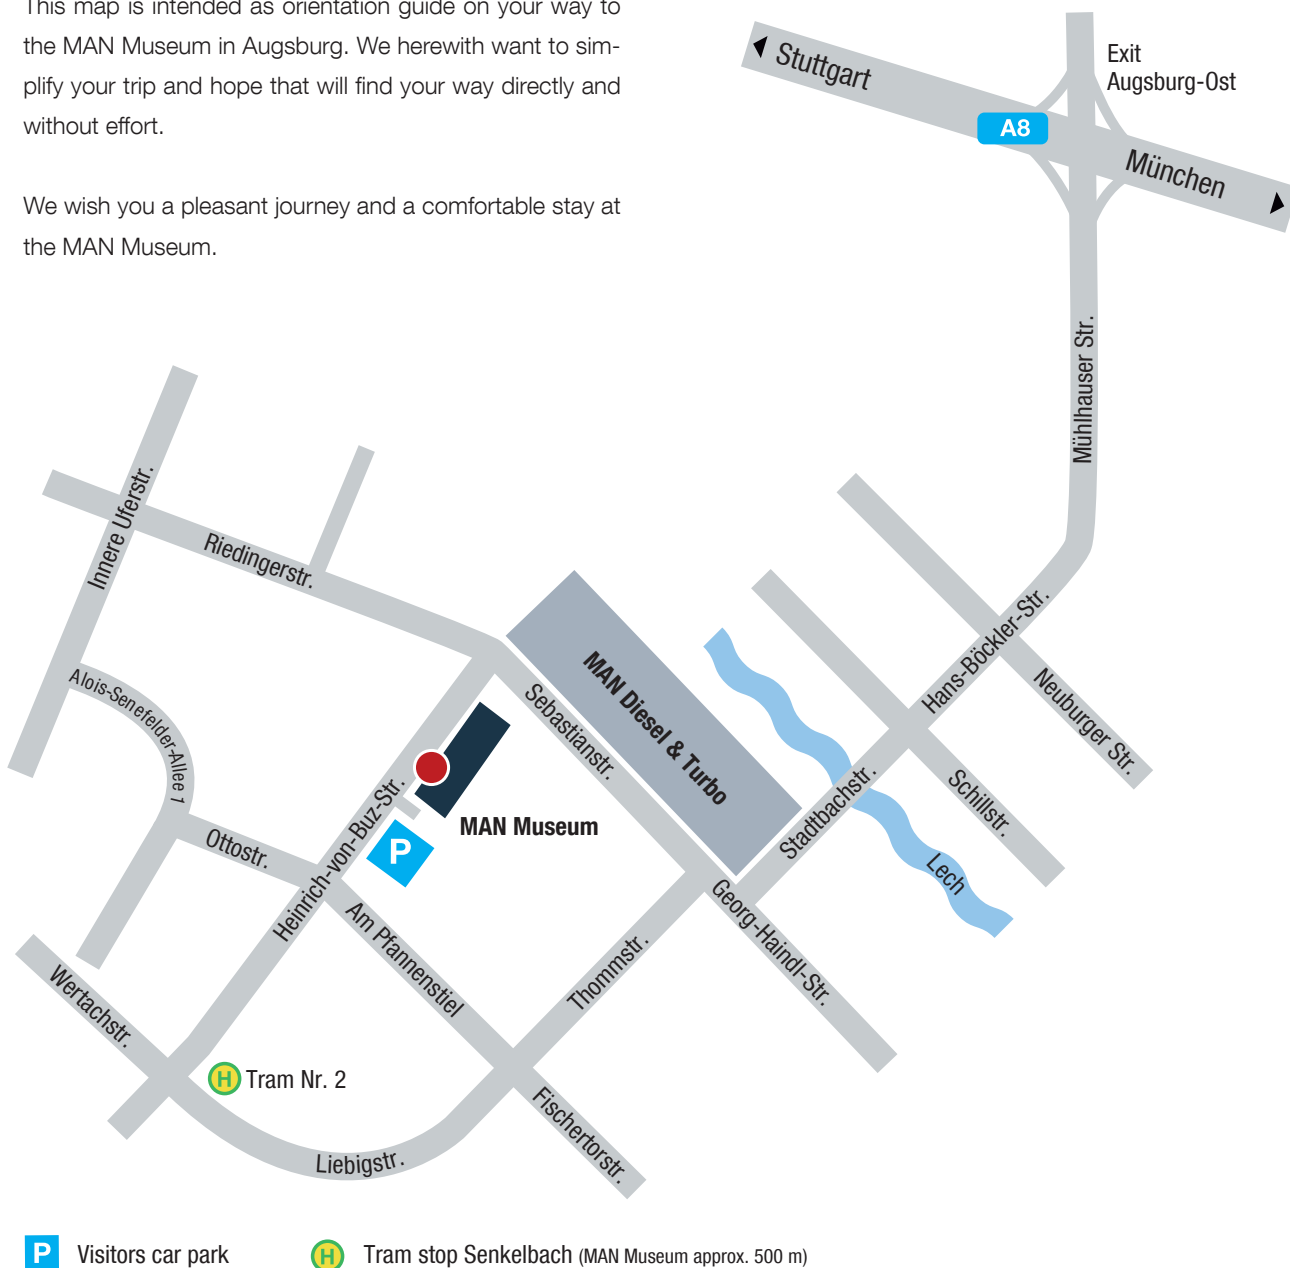 This map is intended as orientation guide on your way to
the MAN Museum in Augsburg. We herewith want to sim-
plify your trip and hope that will find your way directly and
without effort.
We wish you a pleasant journey and a comfortable stay at
the MAN Museum.
Stuttgart
Exit
Augsburg-Ost
A8
München
Mühlhauser Str.
Innere Uferstr.
Riedingerstr.
Hans-Böckler-Str.
Neuburger Str.
MAN Diesel & Turbo
Sebastianstr.
Alois-Senefelder-Allee 1
Schillstr.
Stadtbachstr.
MAN Museum
P
Ottostr.
Heinrich-von-Buz-Str.
Lech
Georg-Haindl-Str.
Am Pfannenstiel
Thommstr.
Wertachstr.
H Tram Nr. 2
Fischertorstr.
Liebigstr.
P Visitors car park
H Tram stop Senkelbach (MAN Museum approx. 500 m)